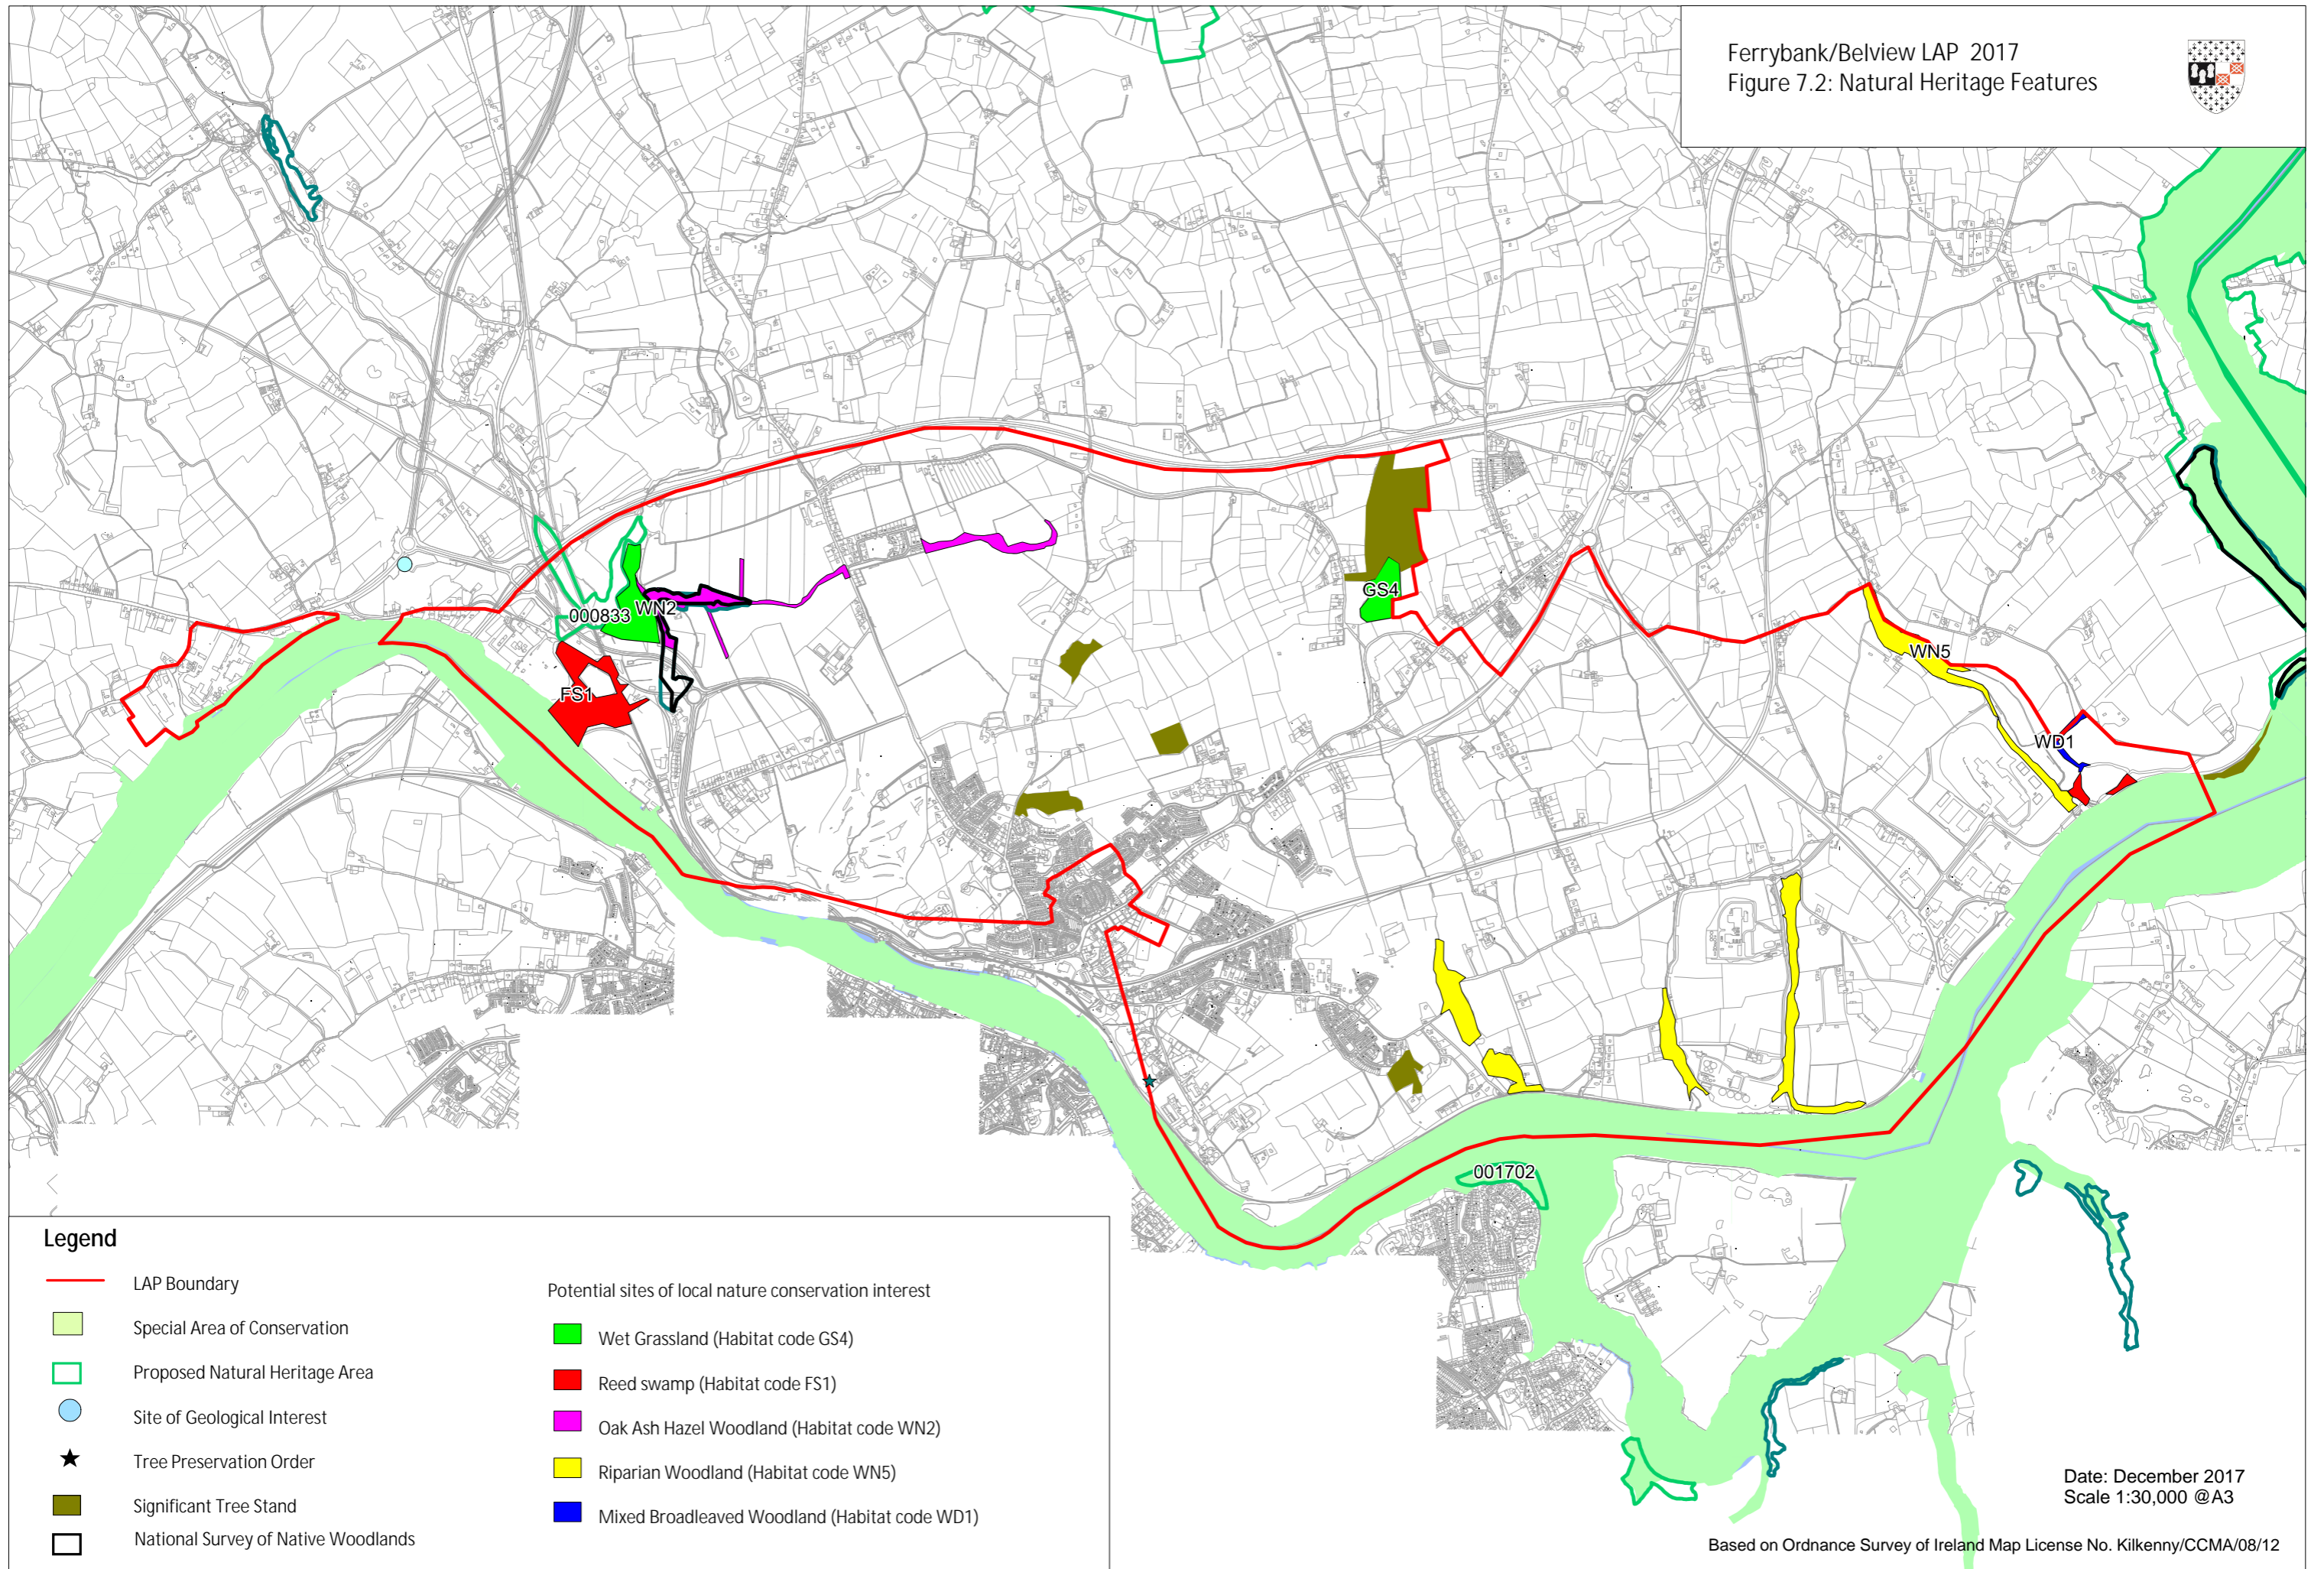 Ferrybank/Belview LAP 2017
Figure 7.2: Natural Heritage Features
000833
WN2
GS4
FS1
WN5
WD1
001702
Legend
LAP Boundary
Special Area of Conservation
Proposed Natural Heritage Area
Site of Geological Interest
Tree Preservation Order
Significant Tree Stand
National Survey of Native Woodlands
Potential sites of local nature conservation interest
Wet Grassland (Habitat code GS4)
Reed swamp (Habitat code FS1)
Oak Ash Hazel Woodland (Habitat code WN2)
Riparian Woodland (Habitat code WN5)
Mixed Broadleaved Woodland (Habitat code WD1)
Date: December 2017
Scale 1:30,000 @A3
Based on Ordnance Survey of Ireland Map License No. Kilkenny/CCMA/08/12